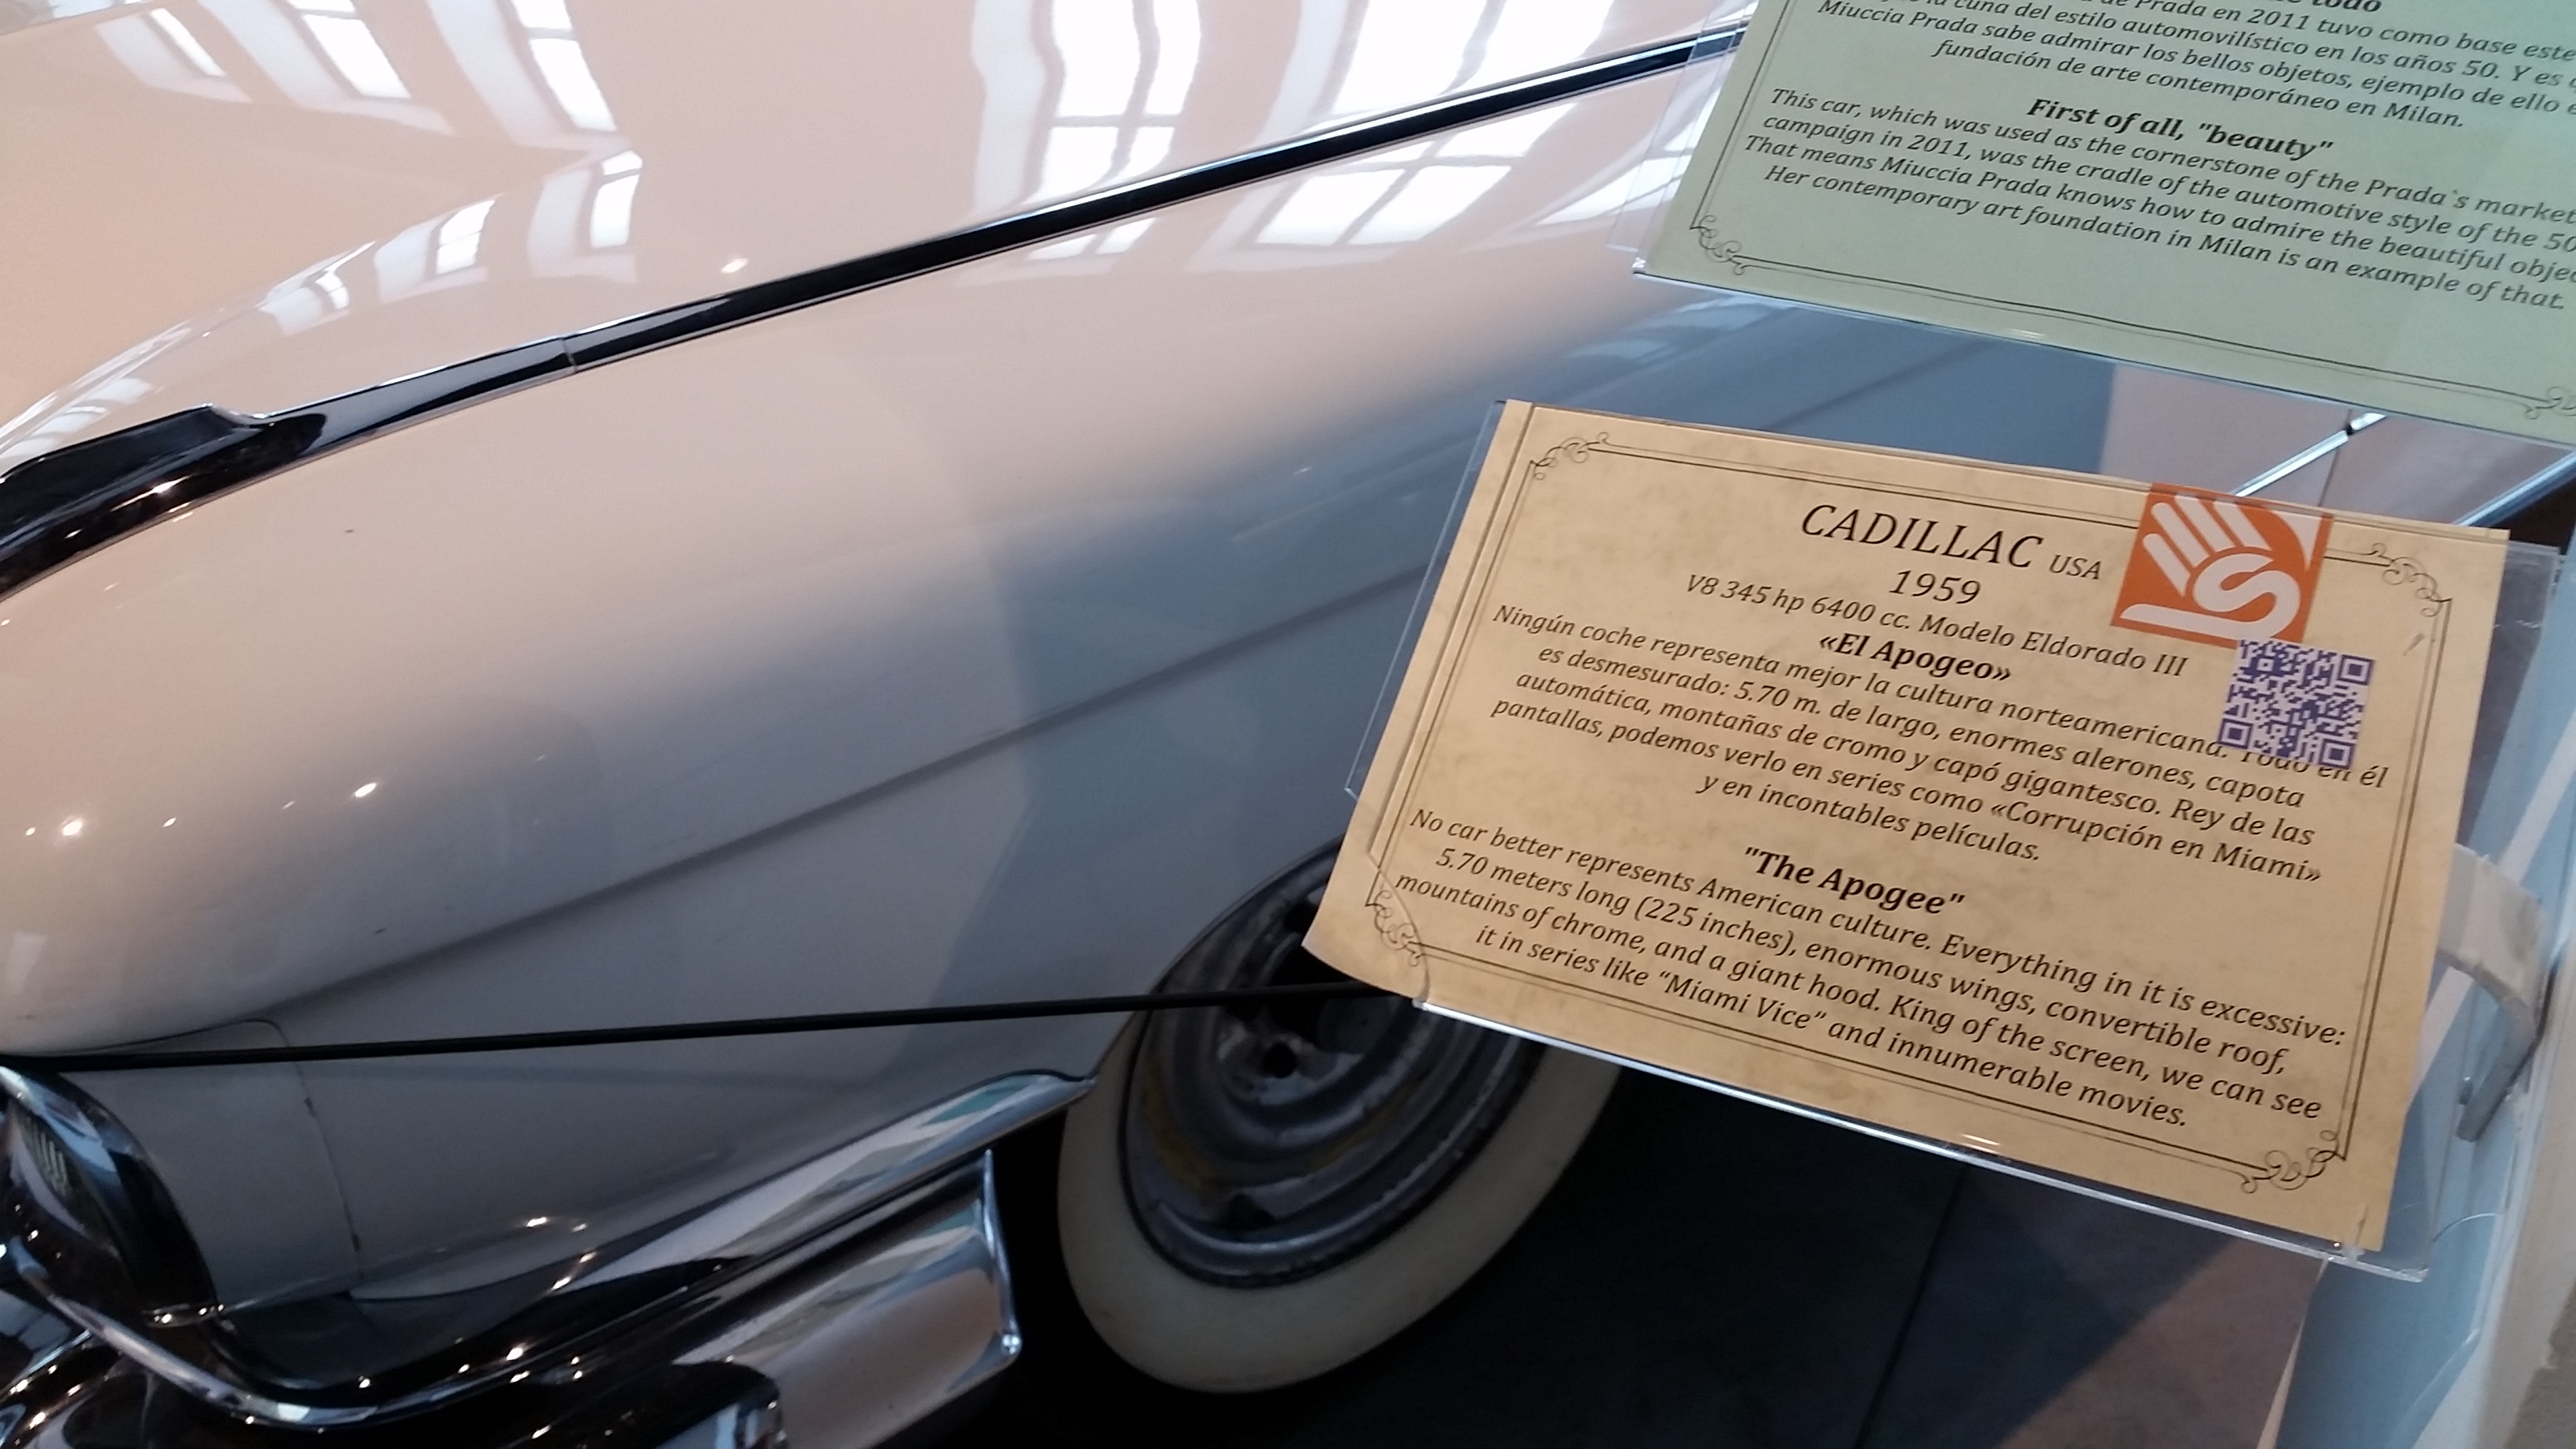 todo
de Prada en 2011 tuvo como base este
la cuna del estilo automovilístico en los años 50. Y es
Miuccia Prada sabe admirar los bellos objetos, ejemplo de ello
fundación de arte contemporáneo en Milan.
First of all, "beauty"
This car, which was used as the cornerstone of the Prada`s market
campaign in 2011, was the cradle of the automotive style of the 50
That means Miuccia Prada knows how to admire the beautiful objec
Her contemporary art foundation in Milan is an example of that.
CADILLAC USA
1959
V8 345 hp 6400 cc. Modelo Eldorado III
«El Apogeo»
Ningún coche representa mejor la cultura norteamericana. Todo en él
es desmesurado: 5.70 m. de largo, enormes alerones, capota
automática, montañas de cromo y capó gigantesco. Rey de las
pantallas, podemos verlo en series como «Corrupción en Miami»
y en incontables películas.
"The Apogee"
No car better represents American culture. Everything in it is excessive:
5.70 meters long (225 inches), enormous wings, convertible roof,
mountains of chrome, and a giant hood. King of the screen, we can see
it in series like “Miami Vice” and innumerable movies.